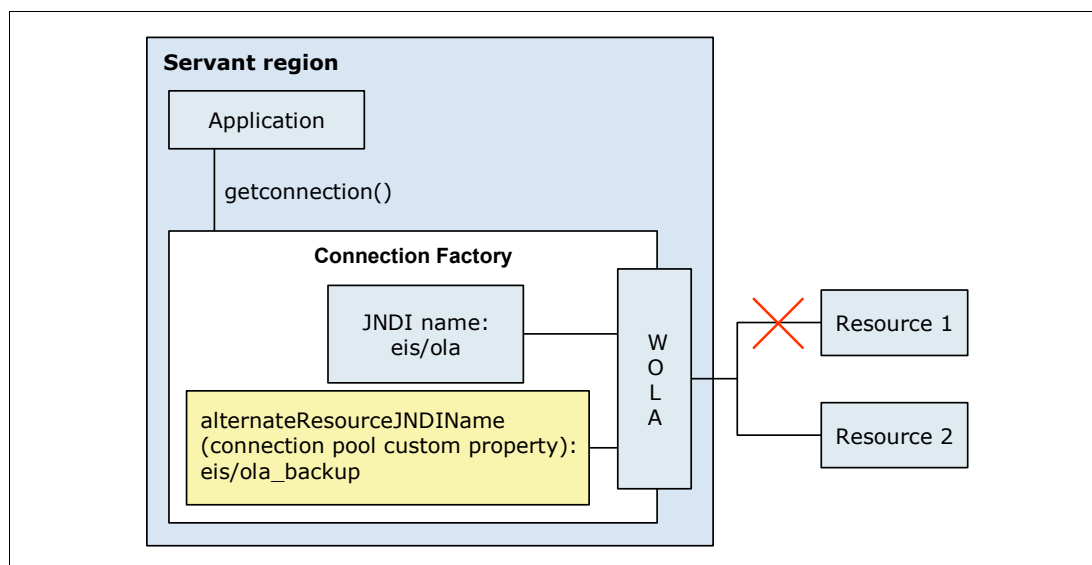 Servant region
Application
getconnection()
Connection Factory
JNDI name:
eis/ola
alternateResourceJNDIName
(connection pool custom property):
eis/ola_backup
W
O
L
A
Resource 1
Resource 2